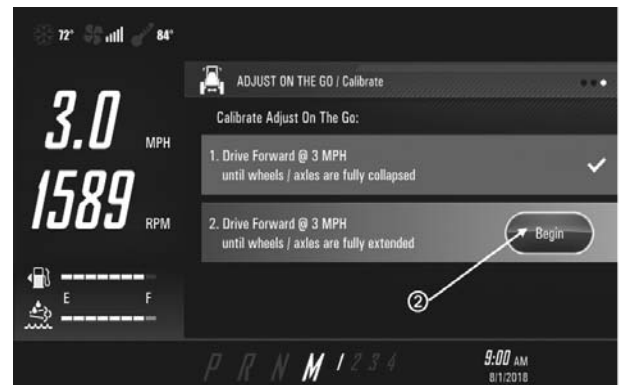 72° 84°
ADJUST ON THE GO / Calibrate
3.0 MPH
Calibrate Adjust On The Go:
1. Drive Forward @ 3 MPH
until wheels / axles are fully collapsed
1589 RPM
2. Drive Forward @ 3 MPH
until wheels / axles are fully extended
Begin
2
E F
P R N M 1 2 3 4
9:00 AM
8/1/2018